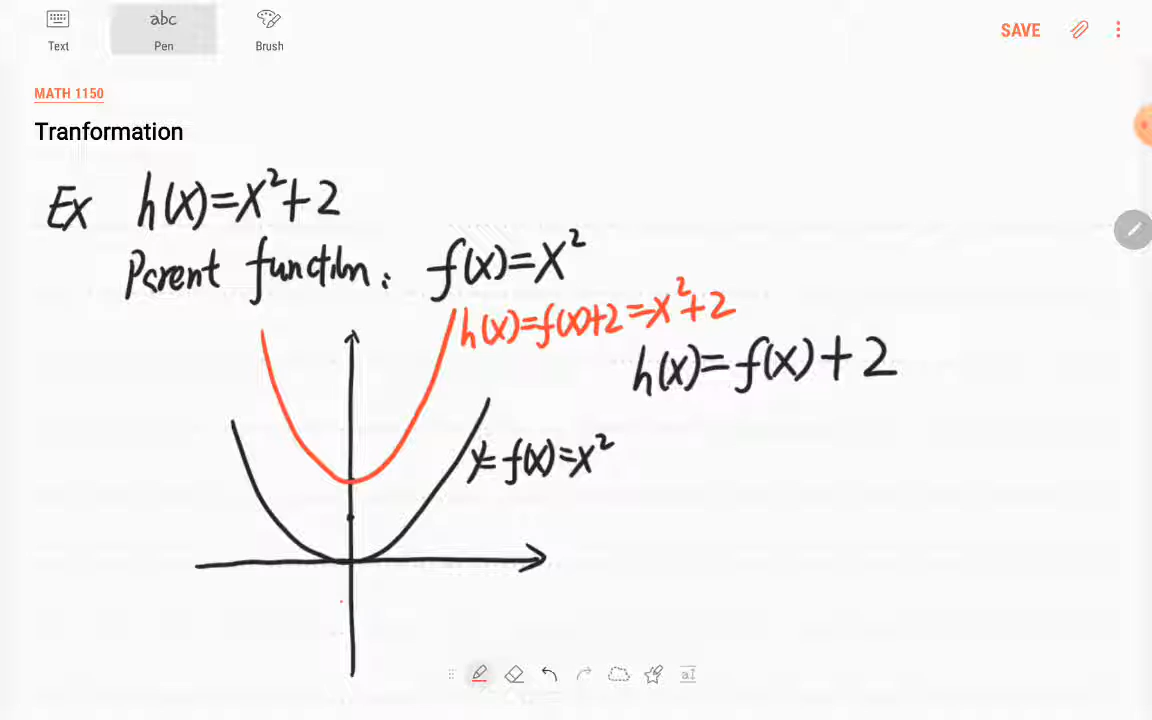 Text
abc
Pen
Brush
SAVE
MATH 1150
Tranformation
Ex h(x)=x²+2
Parent function: f(x)=x²
h(x)=f(x)+2=x²+2
h(x)=f(x)+2
y=f(x)=x²
aI